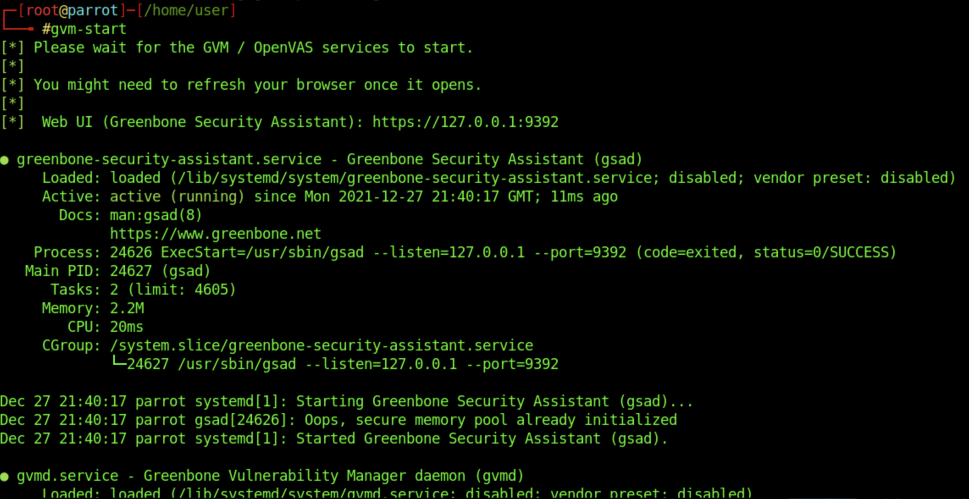 ┌─[root@parrot]─[/home/user]
└──╼ #gvm-start
[*] Please wait for the GVM / OpenVAS services to start.
[*]
[*] You might need to refresh your browser once it opens.
[*]
[*]  Web UI (Greenbone Security Assistant): https://127.0.0.1:9392

● greenbone-security-assistant.service - Greenbone Security Assistant (gsad)
     Loaded: loaded (/lib/systemd/system/greenbone-security-assistant.service; disabled; vendor preset: disabled)
     Active: active (running) since Mon 2021-12-27 21:40:17 GMT; 11ms ago
       Docs: man:gsad(8)
             https://www.greenbone.net
    Process: 24626 ExecStart=/usr/sbin/gsad --listen=127.0.0.1 --port=9392 (code=exited, status=0/SUCCESS)
   Main PID: 24627 (gsad)
      Tasks: 2 (limit: 4605)
     Memory: 2.2M
        CPU: 20ms
     CGroup: /system.slice/greenbone-security-assistant.service
             └─24627 /usr/sbin/gsad --listen=127.0.0.1 --port=9392

Dec 27 21:40:17 parrot systemd[1]: Starting Greenbone Security Assistant (gsad)...
Dec 27 21:40:17 parrot gsad[24626]: Oops, secure memory pool already initialized
Dec 27 21:40:17 parrot systemd[1]: Started Greenbone Security Assistant (gsad).

● gvmd.service - Greenbone Vulnerability Manager daemon (gvmd)
     Loaded: loaded (/lib/systemd/system/gvmd.service; disabled; vendor preset: disabled)